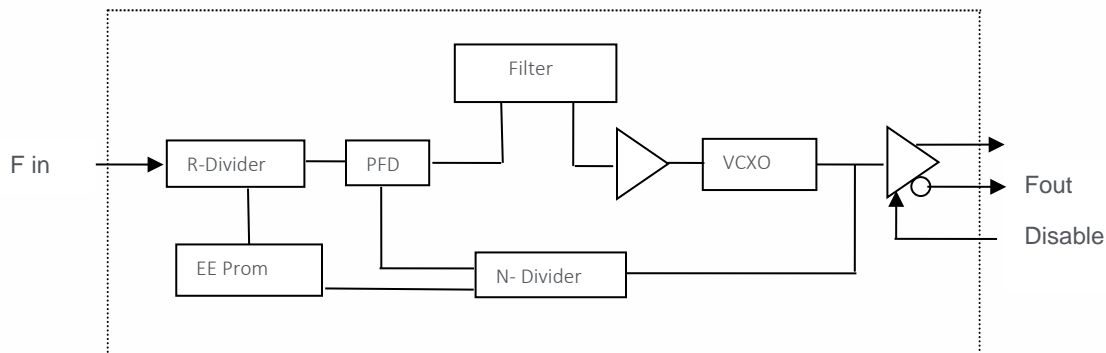 Filter
F in
R-Divider
PFD
VCXO
Fout
Disable
EE Prom
N- Divider